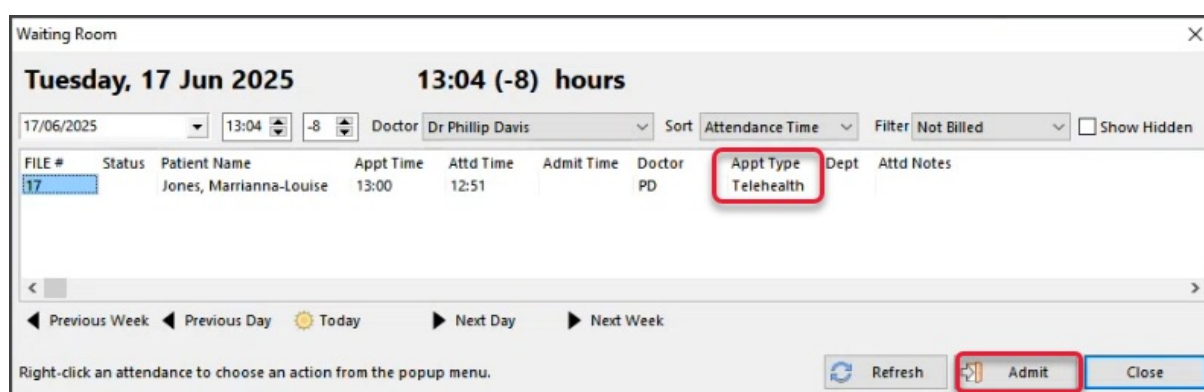 Waiting Room
Tuesday, 17 Jun 2025 13:04 (-8) hours
17/06/2025 13:04 -8 Doctor Dr Phillip Davis Sort Attendance Time Filter Not Billed Show Hidden
FILE # Status Patient Name Appt Time Attd Time Admit Time Doctor Appt Type Dept Attd Notes
17 Jones, Marrianna-Louise 13:00 12:51 PD Telehealth
Previous Week Previous Day Today Next Day Next Week
Right-click an attendance to choose an action from the popup menu. Refresh Admit Close